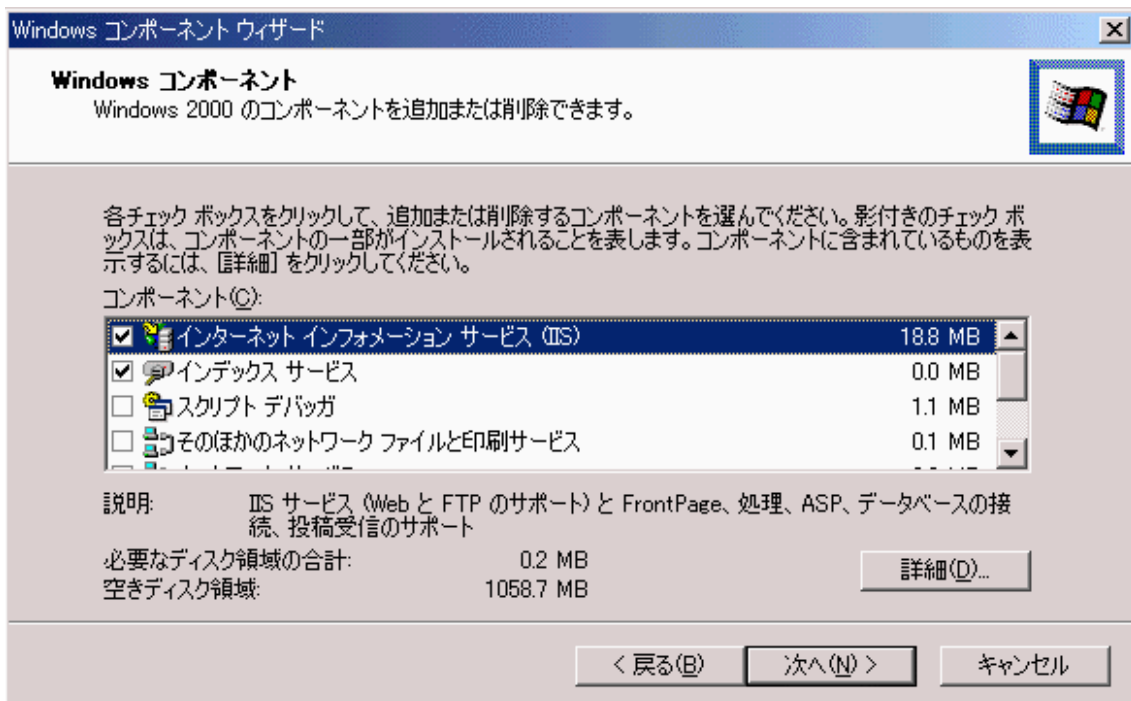 Windows コンポーネント ウィザード
Windows コンポーネント
Windows 2000 のコンポーネントを追加または削除できます。
各チェック ボックスをクリックして、追加または削除するコンポーネントを選んでください。影付きのチェック ボ
ックスは、コンポーネントの一部がインストールされることを表します。コンポーネントに含まれているものを表
示するには、[詳細] をクリックしてください。
コンポーネント(C):
インターネット インフォメーション サービス (IIS) 18.8 MB
インデックス サービス 0.0 MB
スクリプト デバッガ 1.1 MB
そのほかのネットワーク ファイルと印刷サービス 0.1 MB
説明: IIS サービス (Web と FTP のサポート) と FrontPage、処理、ASP、データベースの接
続、投稿受信のサポート
必要なディスク領域の合計: 0.2 MB
空きディスク領域: 1058.7 MB
詳細(D)...
< 戻る(B) 次へ(N) > キャンセル